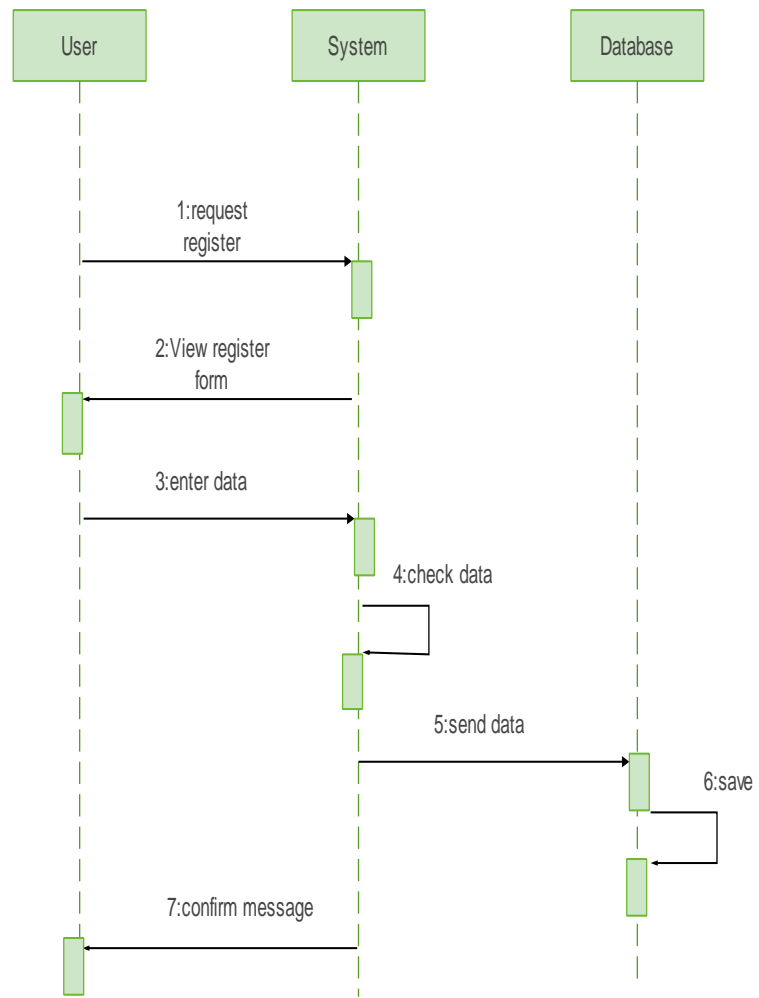 User
System
Database
1:request
register
2:View register
form
3:enter data
4:check data
5:send data
6:save
7:confirm message